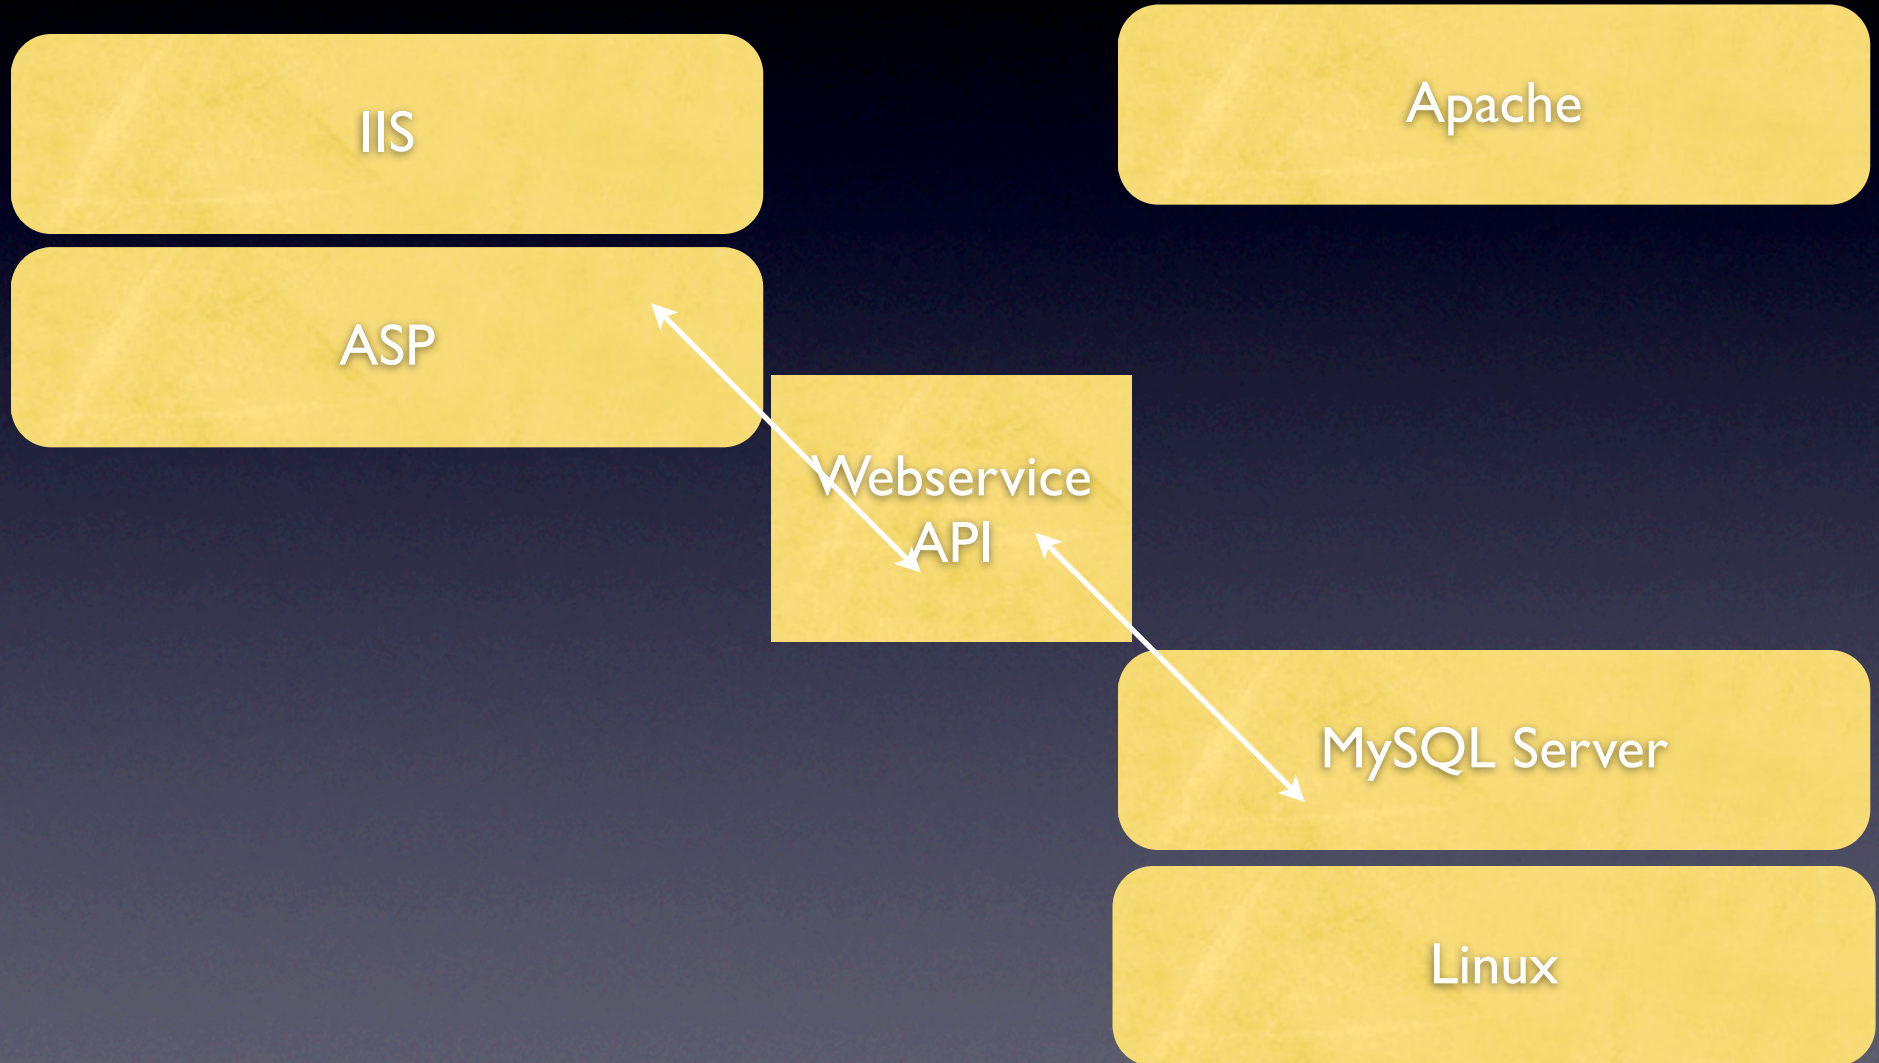 IIS
Apache
ASP
Webservice
API
MySQL Server
Linux